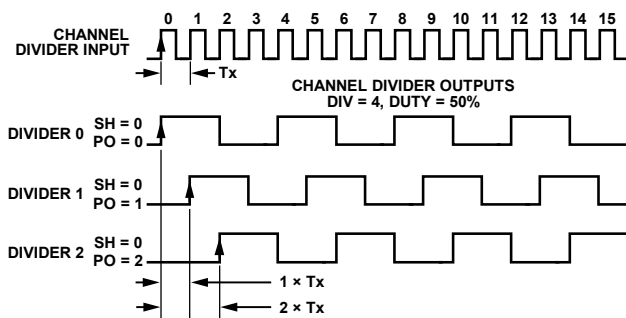 0 1 2 3 4 5 6 7 8 9 10 11 12 13 14 15
CHANNEL
DIVIDER INPUT
Tx
CHANNEL DIVIDER OUTPUTS
DIV = 4, DUTY = 50%
DIVIDER 0
SH = 0
PO = 0
DIVIDER 1
SH = 0
PO = 1
DIVIDER 2
SH = 0
PO = 2
1 × Tx
2 × Tx